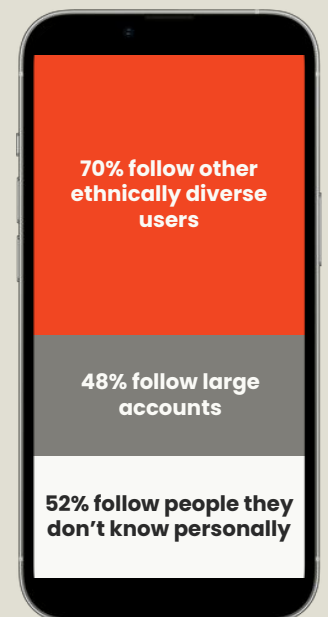 70% follow other
ethnically diverse
users
48% follow large
accounts
52% follow people they
don’t know personally